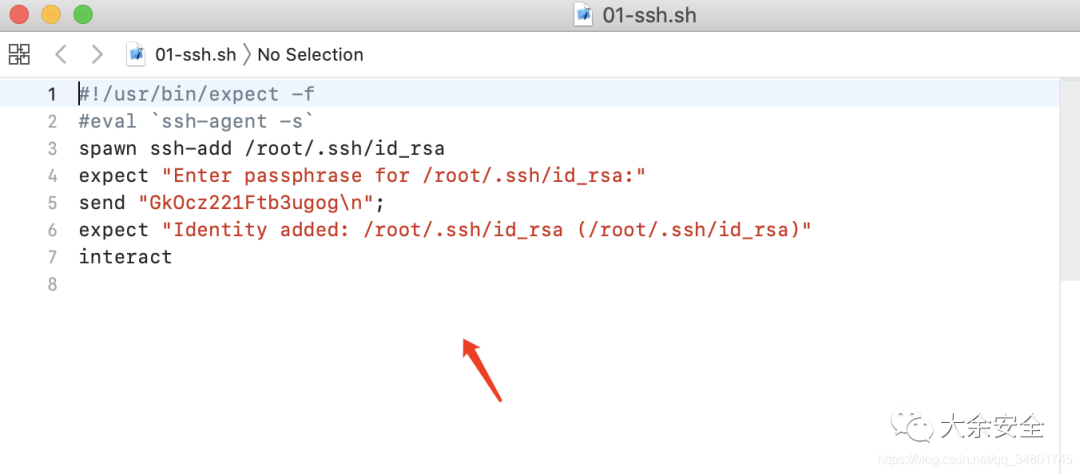 01-ssh.sh
01-ssh.sh 〉No Selection
1 #!/usr/bin/expect -f
2 #eval `ssh-agent -s`
3 spawn ssh-add /root/.ssh/id_rsa
4 expect "Enter passphrase for /root/.ssh/id_rsa:"
5 send "GkOcz221Ftb3ugog\n";
6 expect "Identity added: /root/.ssh/id_rsa (/root/.ssh/id_rsa)"
7 interact
8
大余安全
https://blog.csdn.net/qq_34801745